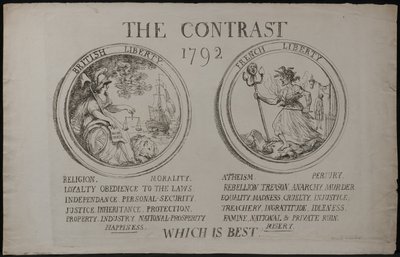 THE CONTRAST
1792
BRITISH LIBERTY
FRENCH LIBERTY
RELIGION. MORALITY.
LOYALTY OBEDIENCE TO THE LAWS
INDEPENDANCE PERSONAL SECURITY
JUSTICE INHERITANCE PROTECTION.
PROPERTY INDUSTRY NATIONAL PROSPERITY
HAPPINESS.
ATHEISM PERJURY.
REBELLION TREASON ANARCHY MURDER
EQUALITY MADNESS CRUELTY INJUSTICE
TREACHERY INGRATITUDE IDLENESS.
FAMINE NATIONAL & PRIVATE RUIN.
MISERY.
WHICH IS BEST